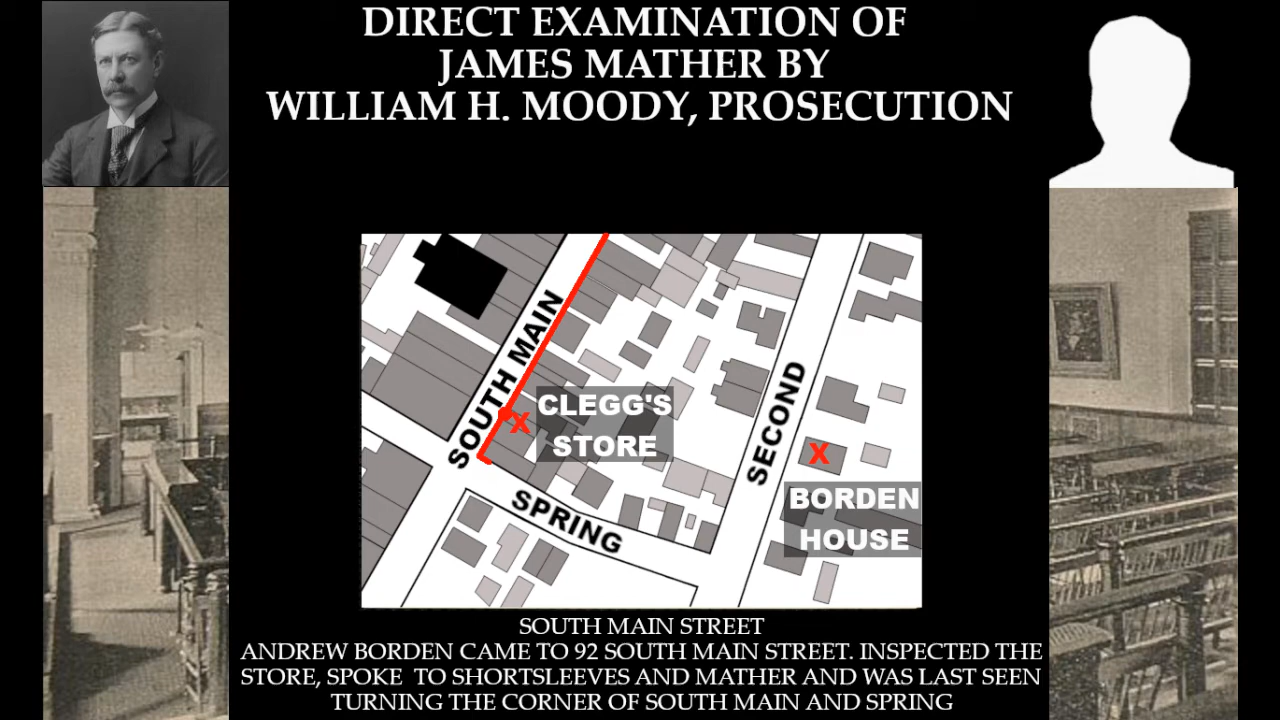 DIRECT EXAMINATION OF
JAMES MATHER BY
WILLIAM H. MOODY, PROSECUTION
SOUTH MAIN
CLEGG'S
STORE
SECOND
X
X
BORDEN
HOUSE
SPRING
SOUTH MAIN STREET
ANDREW BORDEN CAME TO 92 SOUTH MAIN STREET. INSPECTED THE
STORE, SPOKE TO SHORTSLEEVES AND MATHER AND WAS LAST SEEN
TURNING THE CORNER OF SOUTH MAIN AND SPRING